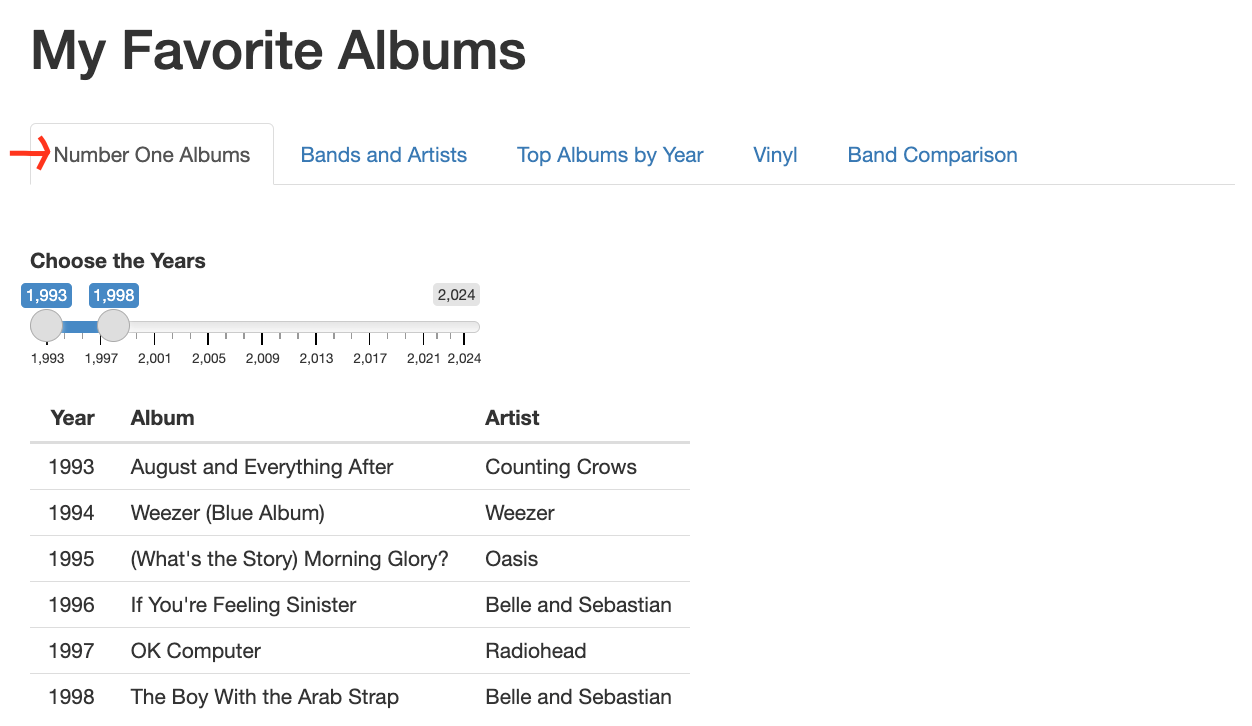 My Favorite Albums
Number One Albums Bands and Artists Top Albums by Year Vinyl Band Comparison
Choose the Years
1,993 1,998 2,024
1,993 1,997 2,001 2,005 2,009 2,013 2,017 2,021 2,024
Year Album Artist
1993 August and Everything After Counting Crows
1994 Weezer (Blue Album) Weezer
1995 (What's the Story) Morning Glory? Oasis
1996 If You're Feeling Sinister Belle and Sebastian
1997 OK Computer Radiohead
1998 The Boy With the Arab Strap Belle and Sebastian